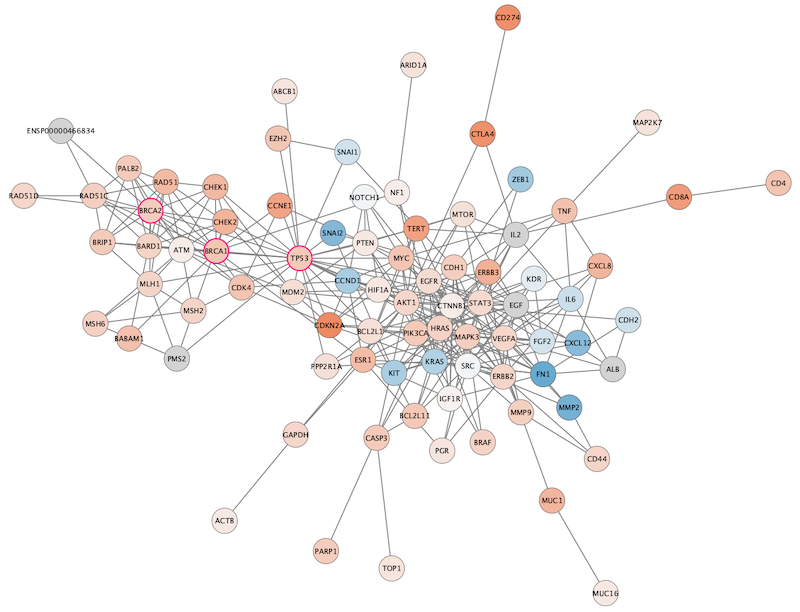 CD274
ARID1A
ABCB1
MAP2K7
ENSP00000466834
EZH2
CTLA4
SNAI1
PALB2
RAD51
ZEB1
CD4
CHEK1
RAD51D
RAD51C
NOTCH1
NF1
CD8A
BRCA2
CCNE1
MTOR
TNF
CHEK2
TERT
SNAI2
IL2
BRIP1
BARD1
ATM
BRCA1
PTEN
TP53
MYC
CDH1
ERBB3
CXCL8
MLH1
CDK4
MDM2
CCND1
HIF1A
EGFR
KDR
AKT1
CTNNB1
STAT3
EGF
IL6
MSH2
MSH6
BABAM1
CDKN2A
BCL2L1
PIK3CA
HRAS
MAPK3
VEGFA
FGF2
CXCL12
CDH2
PMS2
PPP2R1A
ESR1
KIT
KRAS
SRC
ERBB2
FN1
ALB
IGF1R
MMP2
BCL2L11
MMP9
GAPDH
CASP3
PGR
BRAF
CD44
MUC1
ACTB
PARP1
TOP1
MUC16